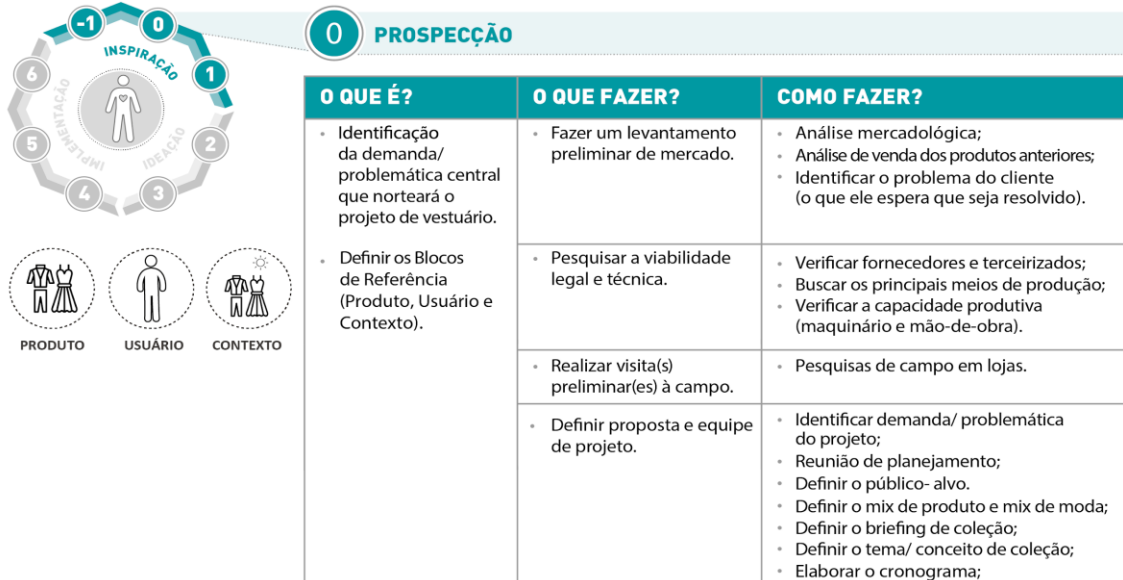 -1
0
1
2
3
4
5
6
INSPIRAÇÃO
IDEAÇÃO
IMPLEMENTAÇÃO
PRODUTO
USUÁRIO
CONTEXTO
0 PROSPECÇÃO
O QUE É?
• Identificação
da demanda/
problemática central
que norteará o
projeto de vestuário.
• Definir os Blocos
de Referência
(Produto, Usuário e
Contexto).
O QUE FAZER?
COMO FAZER?
• Fazer um levantamento
preliminar de mercado.
• Análise mercadológica;
• Análise de venda dos produtos anteriores;
• Identificar o problema do cliente
(o que ele espera que seja resolvido).
• Pesquisar a viabilidade
legal e técnica.
• Verificar fornecedores e terceirizados;
• Buscar os principais meios de produção;
• Verificar a capacidade produtiva
(maquinário e mão-de-obra).
• Realizar visita(s)
preliminar(es) à campo.
• Pesquisas de campo em lojas.
• Definir proposta e equipe
de projeto.
• Identificar demanda/ problemática
do projeto;
• Reunião de planejamento;
• Definir o público- alvo.
• Definir o mix de produto e mix de moda;
• Definir o briefing de coleção;
• Definir o tema/ conceito de coleção;
• Elaborar o cronograma;